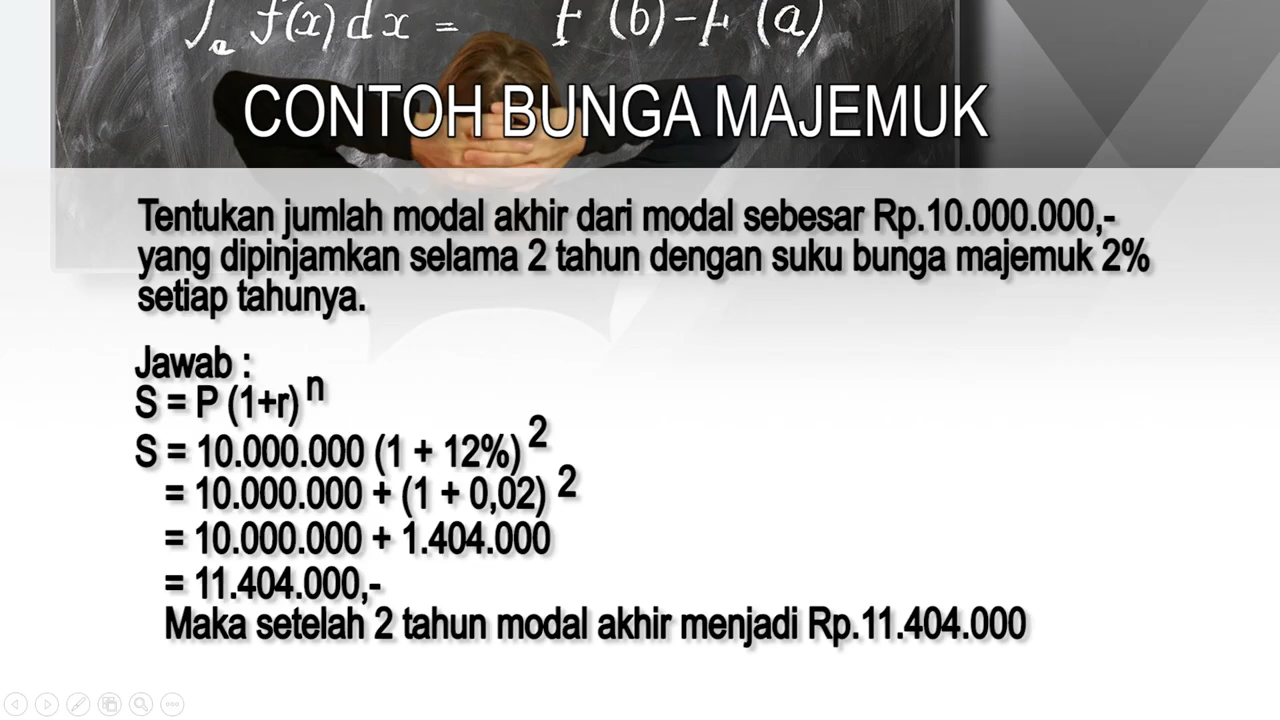 ∫a f(x) dx = F (b) - F (a)
CONTOH BUNGA MAJEMUK
Tentukan jumlah modal akhir dari modal sebesar Rp.10.000.000,-
yang dipinjamkan selama 2 tahun dengan suku bunga majemuk 2%
setiap tahunya.
Jawab :
S = P (1+r) n
S = 10.000.000 (1 + 12%) 2
= 10.000.000 + (1 + 0,02) 2
= 10.000.000 + 1.404.000
= 11.404.000,-
Maka setelah 2 tahun modal akhir menjadi Rp.11.404.000